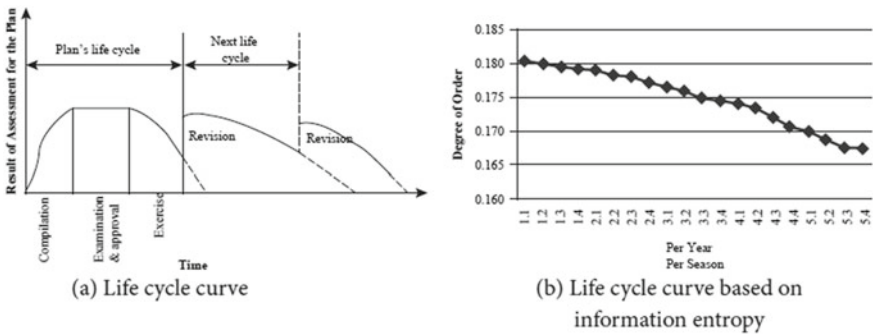 Result of Assessment for the Plan
Plan's life cycle
Next life
cycle
Revision
Revision
Compilation
Examination
& approval
Exercise
Time
(a) Life cycle curve
Degree of Order
0.185
0.180
0.175
0.170
0.165
0.160
1.1
1.2
1.3
1.4
2.1
2.2
2.3
2.4
3.1
3.2
3.3
3.4
4.1
4.2
4.3
4.4
5.1
5.2
5.3
5.4
Per Year
Per Season
(b) Life cycle curve based on
information entropy